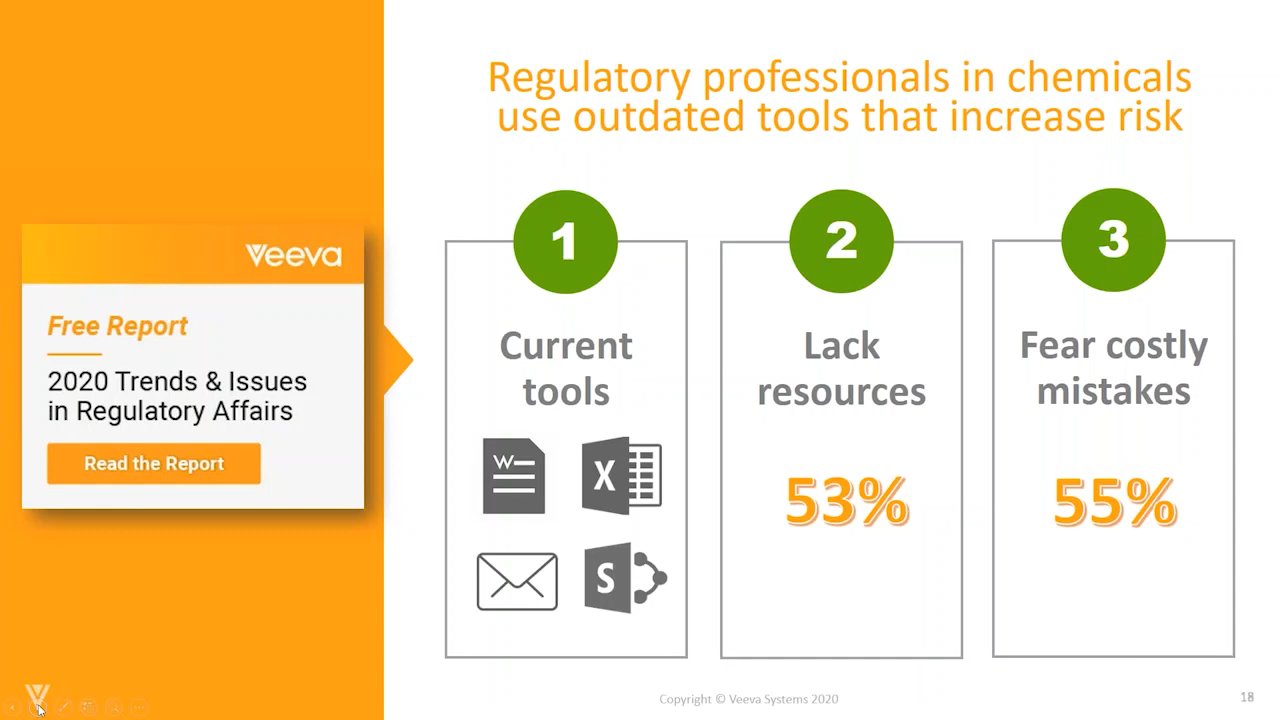 Regulatory professionals in chemicals
use outdated tools that increase risk
Veeva
Free Report
2020 Trends & Issues
in Regulatory Affairs
Read the Report
1
Current
tools
W
X
S
2
Lack
resources
53%
3
Fear costly
mistakes
55%
Copyright © Veeva Systems 2020
18